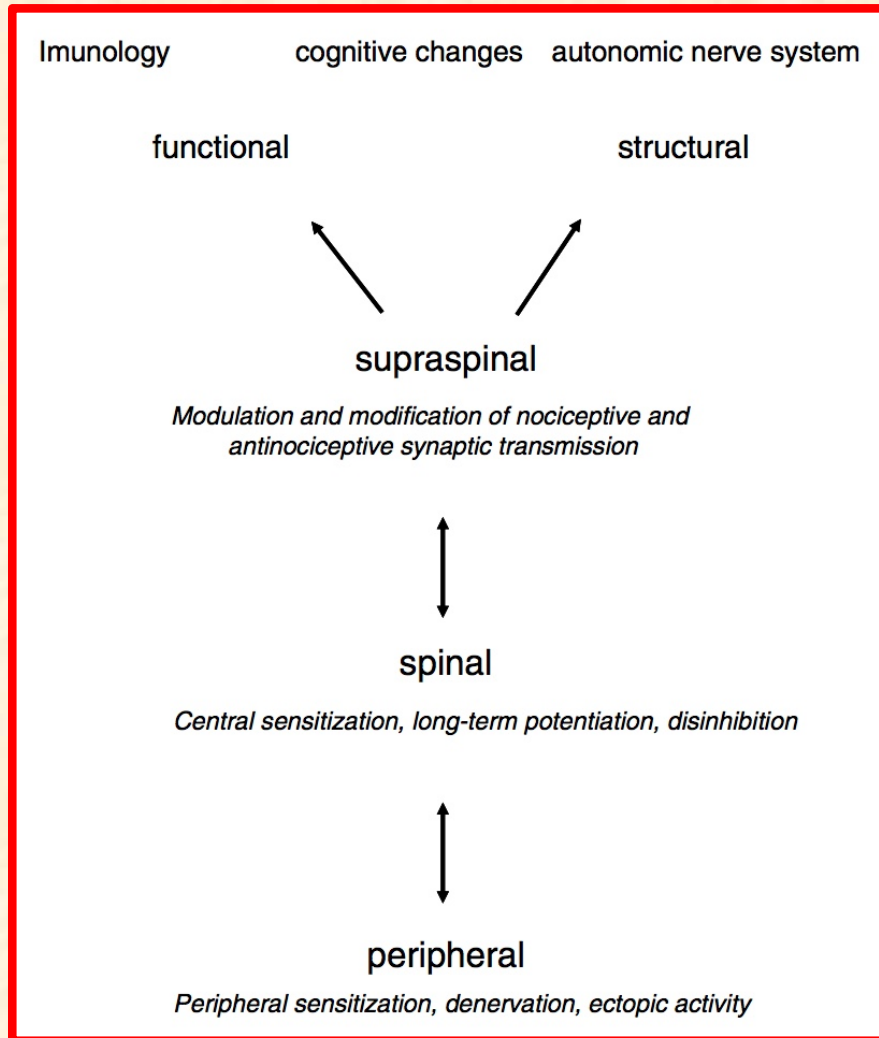 Imunology cognitive changes autonomic nerve system
functional structural
supraspinal
Modulation and modification of nociceptive and
antinociceptive synaptic transmission
spinal
Central sensitization, long-term potentiation, disinhibition
peripheral
Peripheral sensitization, denervation, ectopic activity